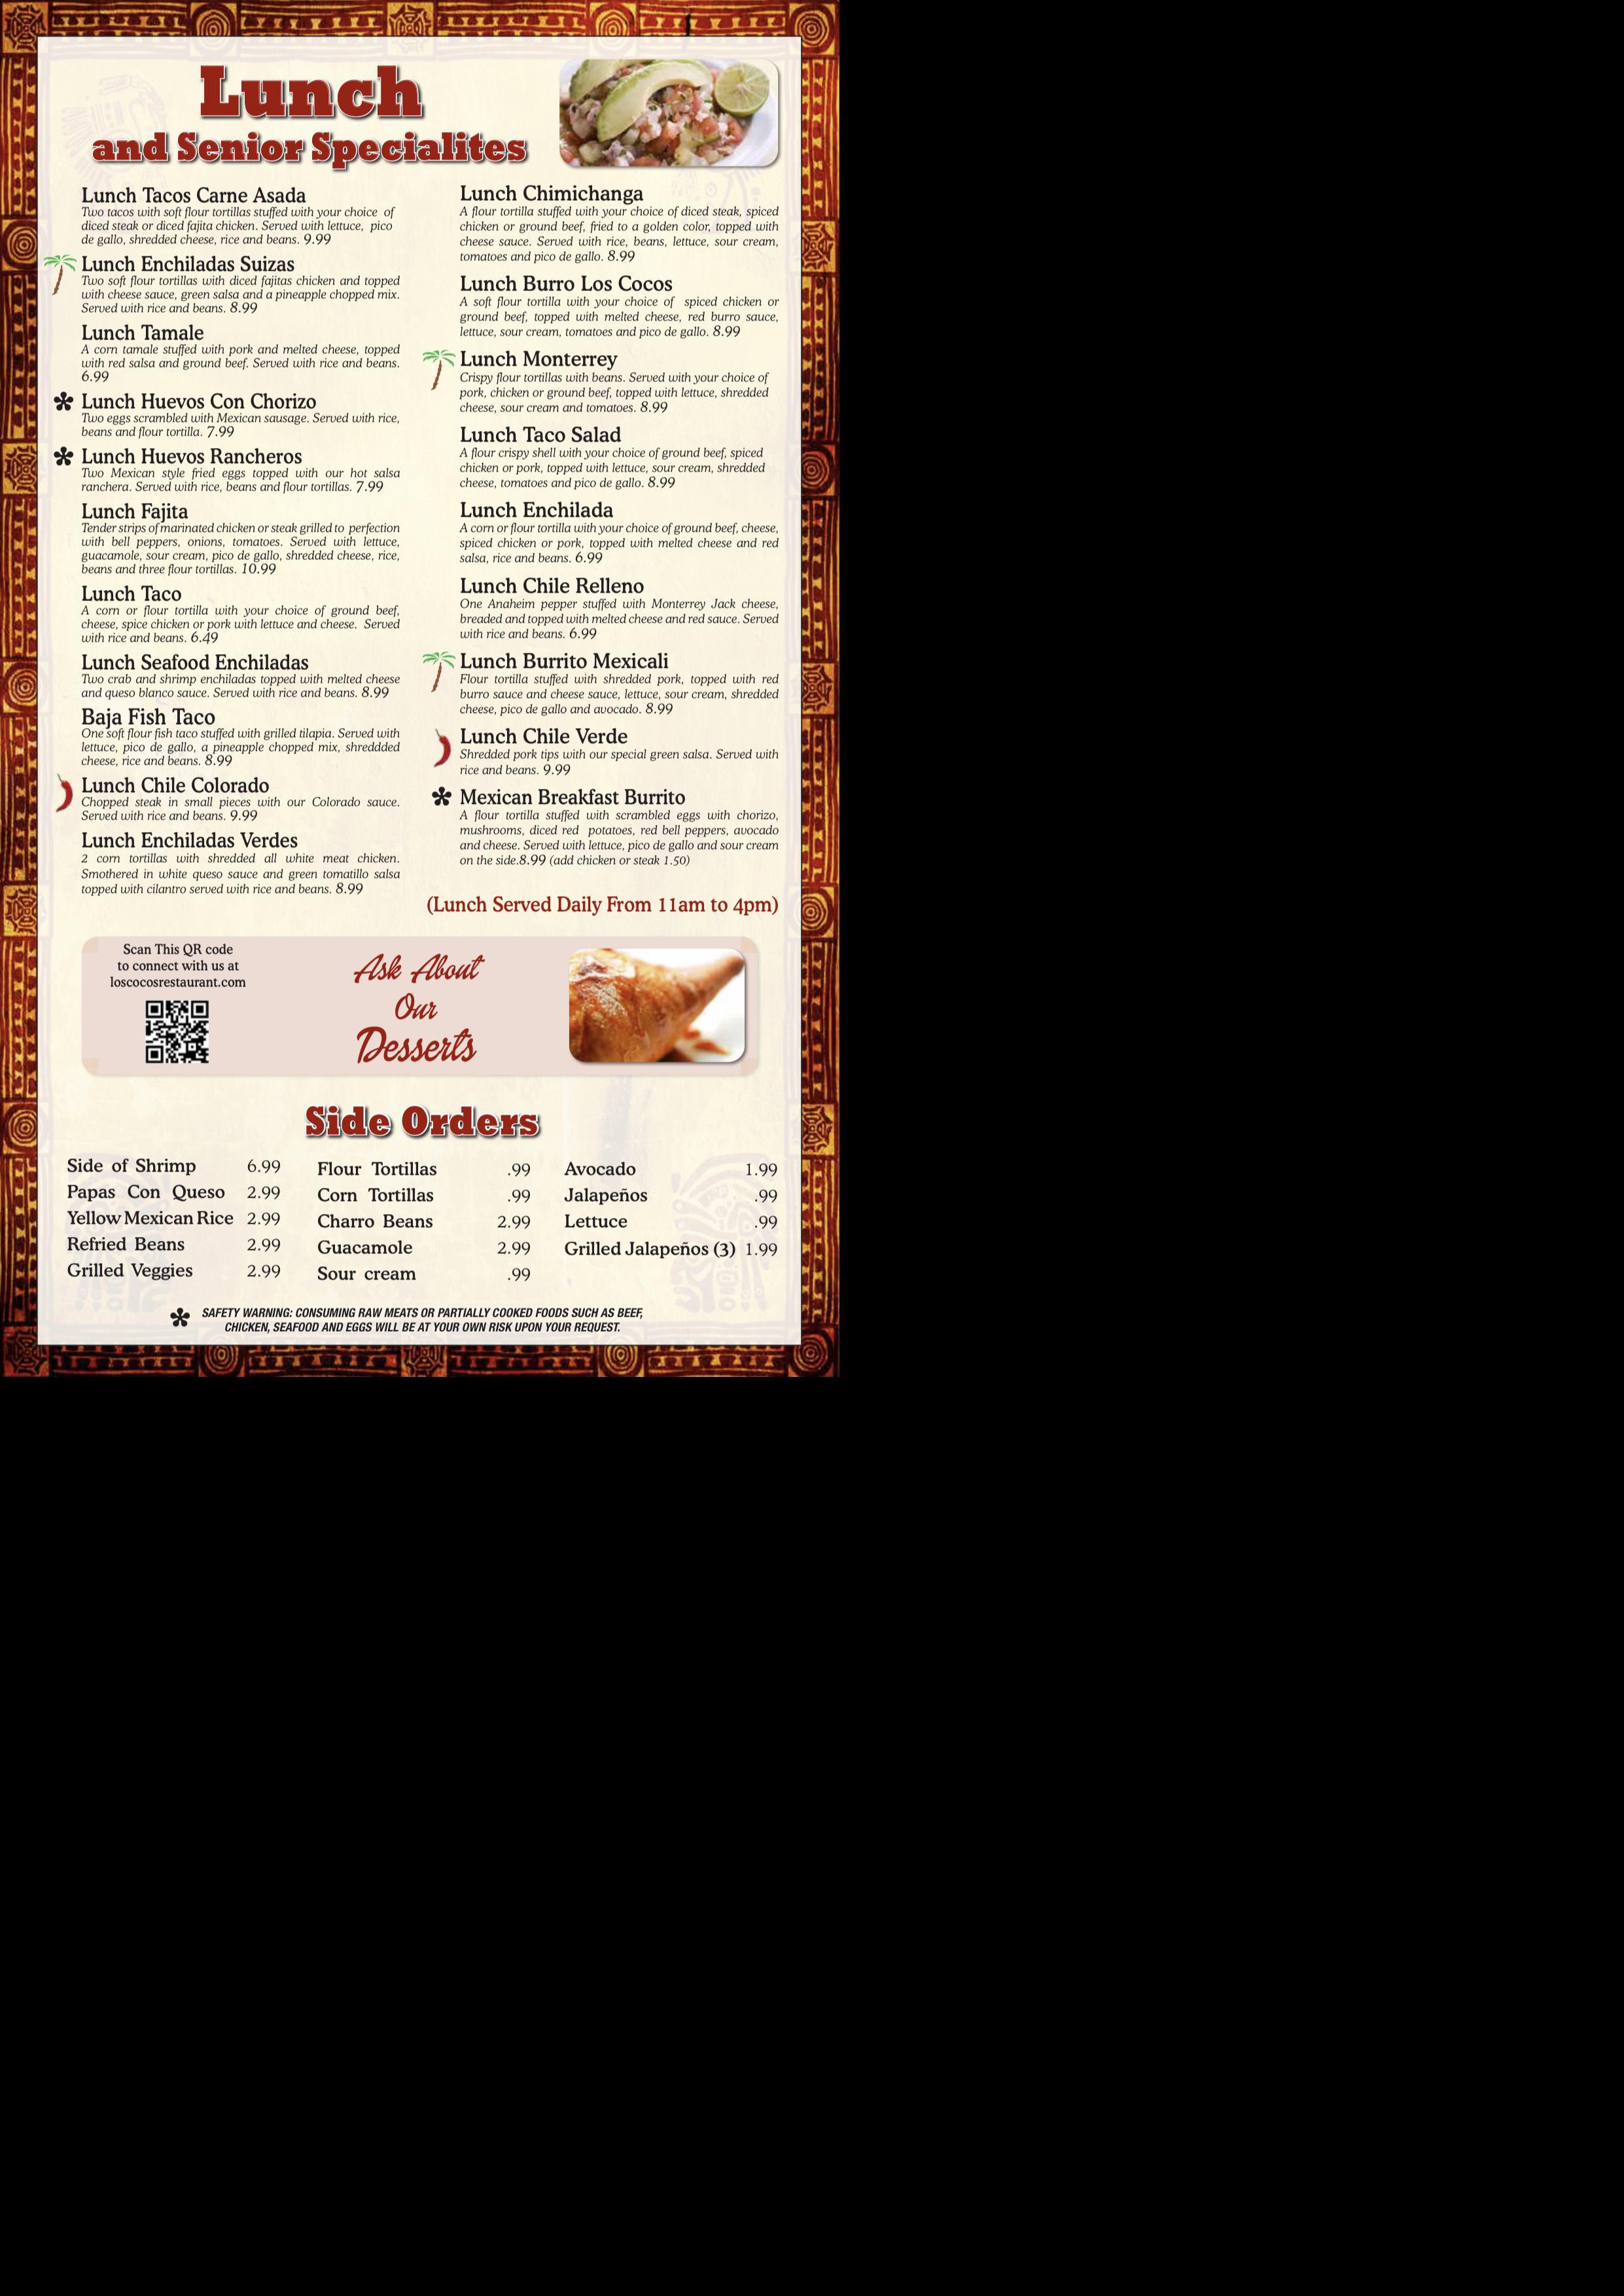 Lunch
and Senior Specialites
Lunch Tacos Carne Asada
Two tacos with soft flour tortillas stuffed with your choice of
diced steak or diced fajita chicken. Served with lettuce, pico
de gallo, shredded cheese, rice and beans. 9.99
Lunch Enchiladas Suizas
Two soft flour tortillas with diced fajitas chicken and topped
with cheese sauce, green salsa and a pineapple chopped mix.
Served with rice and beans. 8.99
Lunch Tamale
A corn tamale stuffed with pork and melted cheese, topped
with red salsa and ground beef. Served with rice and beans.
6.99
* Lunch Huevos Con Chorizo
Two eggs scrambled with Mexican sausage. Served with rice,
beans and flour tortilla. 7.99
* Lunch Huevos Rancheros
Two Mexican style fried eggs topped with our hot salsa
ranchera. Served with rice, beans and flour tortillas. 7.99
Lunch Fajita
Tender strips of marinated chicken or steak grilled to perfection
with bell peppers, onions, tomatoes. Served with lettuce,
guacamole, sour cream, pico de gallo, shredded cheese, rice,
beans and three flour tortillas. 10.99
Lunch Taco
A corn or flour tortilla with your choice of ground beef,
cheese, spice chicken or pork with lettuce and cheese. Served
with rice and beans. 6.49
Lunch Seafood Enchiladas
Two crab and shrimp enchiladas topped with melted cheese
and queso blanco sauce. Served with rice and beans. 8.99
Baja Fish Taco
One soft flour fish taco stuffed with grilled tilapia. Served with
lettuce, pico de gallo, a pineapple chopped mix, shreddded
cheese, rice and beans. 8.99
Lunch Chile Colorado
Chopped steak in small pieces with our Colorado sauce.
Served with rice and beans. 9.99
Lunch Enchiladas Verdes
2 corn tortillas with shredded all white meat chicken.
Smothered in white queso sauce and green tomatillo salsa
topped with cilantro served with rice and beans. 8.99
Lunch Chimichanga
A flour tortilla stuffed with your choice of diced steak, spiced
chicken or ground beef, fried to a golden color, topped with
cheese sauce. Served with rice, beans, lettuce, sour cream,
tomatoes and pico de gallo. 8.99
Lunch Burro Los Cocos
A soft flour tortilla with your choice of spiced chicken or
ground beef, topped with melted cheese, red burro sauce,
lettuce, sour cream, tomatoes and pico de gallo. 8.99
Lunch Monterrey
Crispy flour tortillas with beans. Served with your choice of
pork, chicken or ground beef, topped with lettuce, shredded
cheese, sour cream and tomatoes. 8.99
Lunch Taco Salad
A flour crispy shell with your choice of ground beef, spiced
chicken or pork, topped with lettuce, sour cream, shredded
cheese, tomatoes and pico de gallo. 8.99
Lunch Enchilada
A corn or flour tortilla with your choice of ground beef, cheese,
spiced chicken or pork, topped with melted cheese and red
salsa, rice and beans. 6.99
Lunch Chile Relleno
One Anaheim pepper stuffed with Monterrey Jack cheese,
breaded and topped with melted cheese and red sauce. Served
with rice and beans. 6.99
Lunch Burrito Mexicali
Flour tortilla stuffed with shredded pork, topped with red
burro sauce and cheese sauce, lettuce, sour cream, shredded
cheese, pico de gallo and avocado. 8.99
Lunch Chile Verde
Shredded pork tips with our special green salsa. Served with
rice and beans. 9.99
* Mexican Breakfast Burrito
A flour tortilla stuffed with scrambled eggs with chorizo,
mushrooms, diced red potatoes, red bell peppers, avocado
and cheese. Served with lettuce, pico de gallo and sour cream
on the side.8.99 (add chicken or steak 1.50)
(Lunch Served Daily From 11am to 4pm)
Scan This QR code
to connect with us at
loscocosrestaurant.com
Ask About
Our
Desserts
Side Orders
Side of Shrimp 6.99
Papas Con Queso 2.99
Yellow Mexican Rice 2.99
Refried Beans 2.99
Grilled Veggies 2.99
Flour Tortillas .99
Corn Tortillas .99
Charro Beans 2.99
Guacamole 2.99
Sour cream .99
Avocado 1.99
Jalapeños .99
Lettuce .99
Grilled Jalapeños (3) 1.99
* SAFETY WARNING: CONSUMING RAW MEATS OR PARTIALLY COOKED FOODS SUCH AS BEEF,
CHICKEN, SEAFOOD AND EGGS WILL BE AT YOUR OWN RISK UPON YOUR REQUEST.